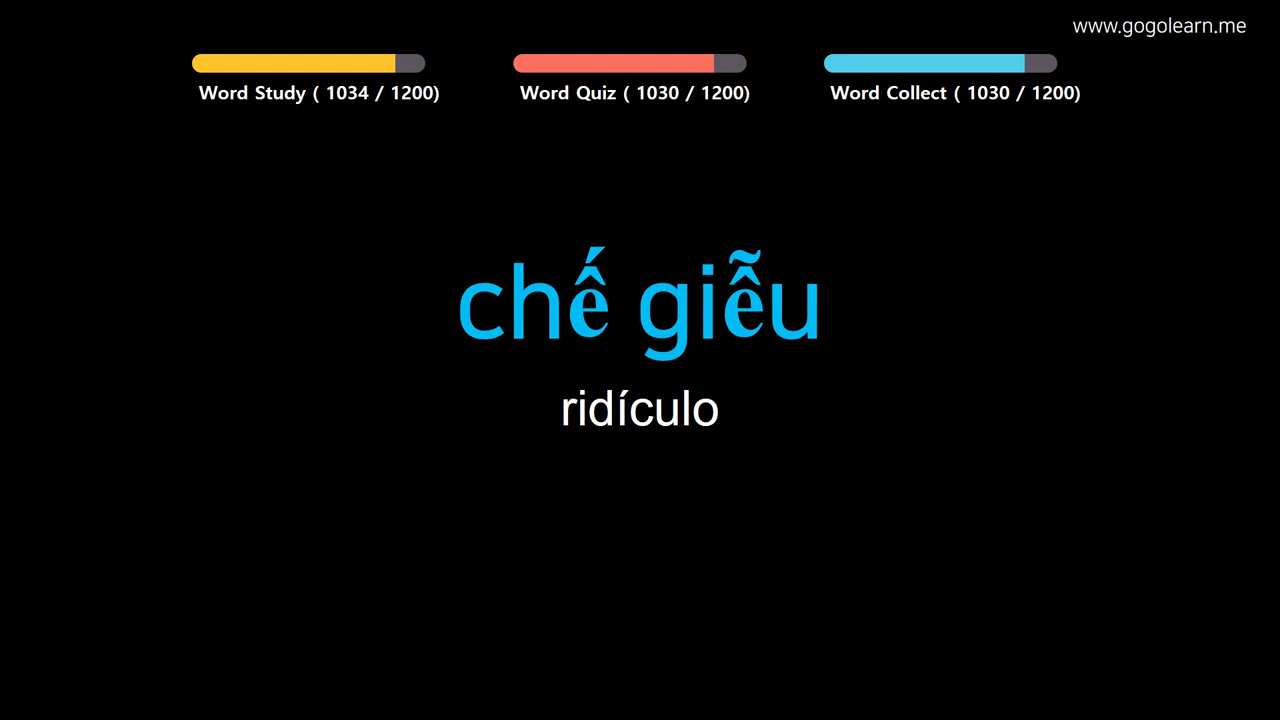 www.gogolearn.me
Word Study ( 1034 / 1200)
Word Quiz ( 1030 / 1200)
Word Collect ( 1030 / 1200)
chế giễu
ridículo